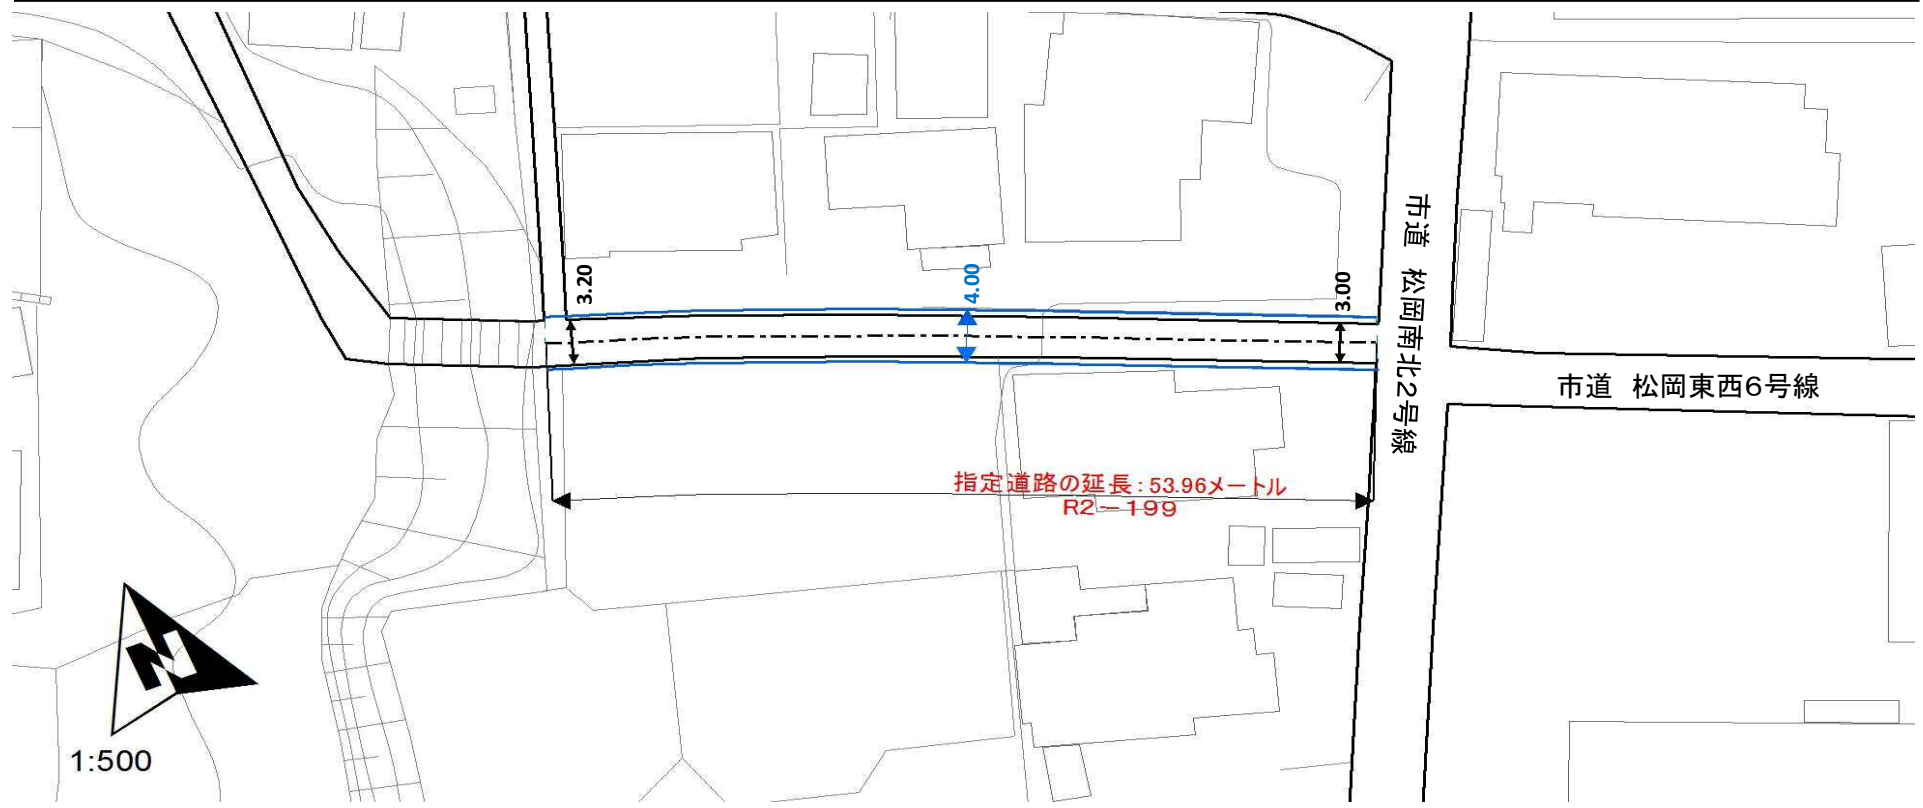 3.20
4.00
3.00
市道 松岡南北2号線
市道 松岡東西6号線
指定道路の延長:53.96メートル
R2-199
N
1:500